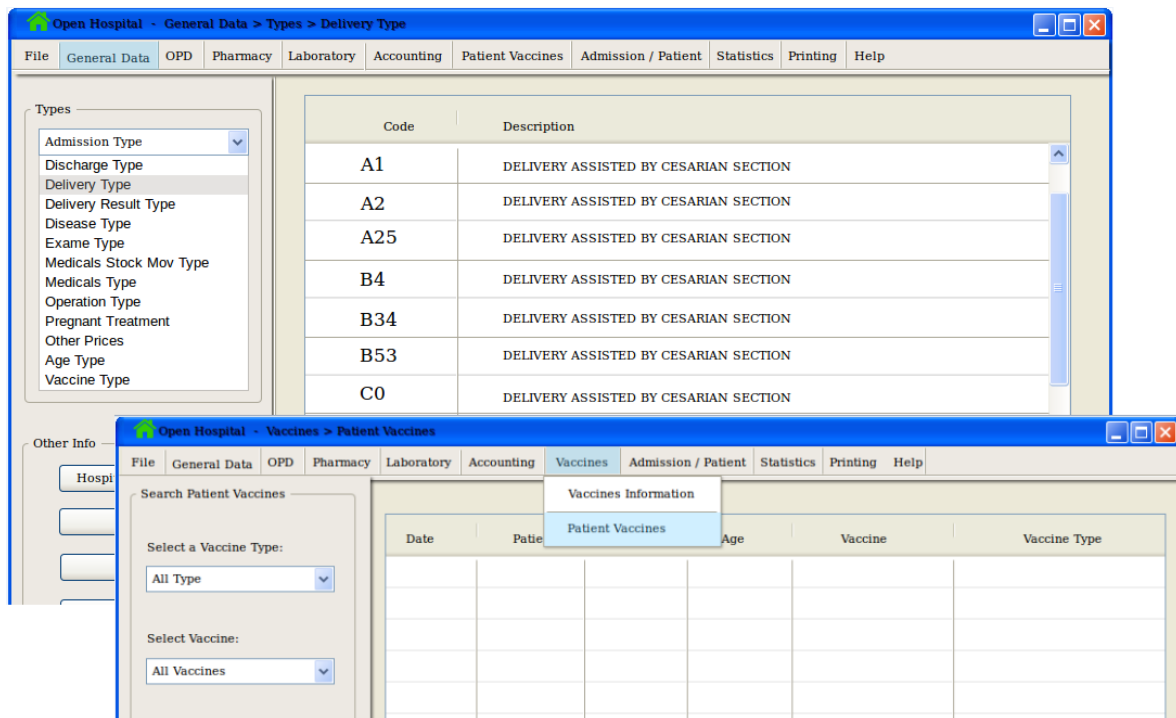 Open Hospital - General Data > Types > Delivery Type
File General Data OPD Pharmacy Laboratory Accounting Patient Vaccines Admission / Patient Statistics Printing Help
Types
Admission Type
Discharge Type
Delivery Type
Delivery Result Type
Disease Type
Exame Type
Medicals Stock Mov Type
Medicals Type
Operation Type
Pregnant Treatment
Other Prices
Age Type
Vaccine Type
Other Info
Hospi
Code Description
A1 DELIVERY ASSISTED BY CESARIAN SECTION
A2 DELIVERY ASSISTED BY CESARIAN SECTION
A25 DELIVERY ASSISTED BY CESARIAN SECTION
B4 DELIVERY ASSISTED BY CESARIAN SECTION
B34 DELIVERY ASSISTED BY CESARIAN SECTION
B53 DELIVERY ASSISTED BY CESARIAN SECTION
C0 DELIVERY ASSISTED BY CESARIAN SECTION
Open Hospital - Vaccines > Patient Vaccines
File General Data OPD Pharmacy Laboratory Accounting Vaccines Admission / Patient Statistics Printing Help
Vaccines Information
Patient Vaccines
Search Patient Vaccines
Select a Vaccine Type:
All Type
Select Vaccine:
All Vaccines
Date Patie Age Vaccine Vaccine Type